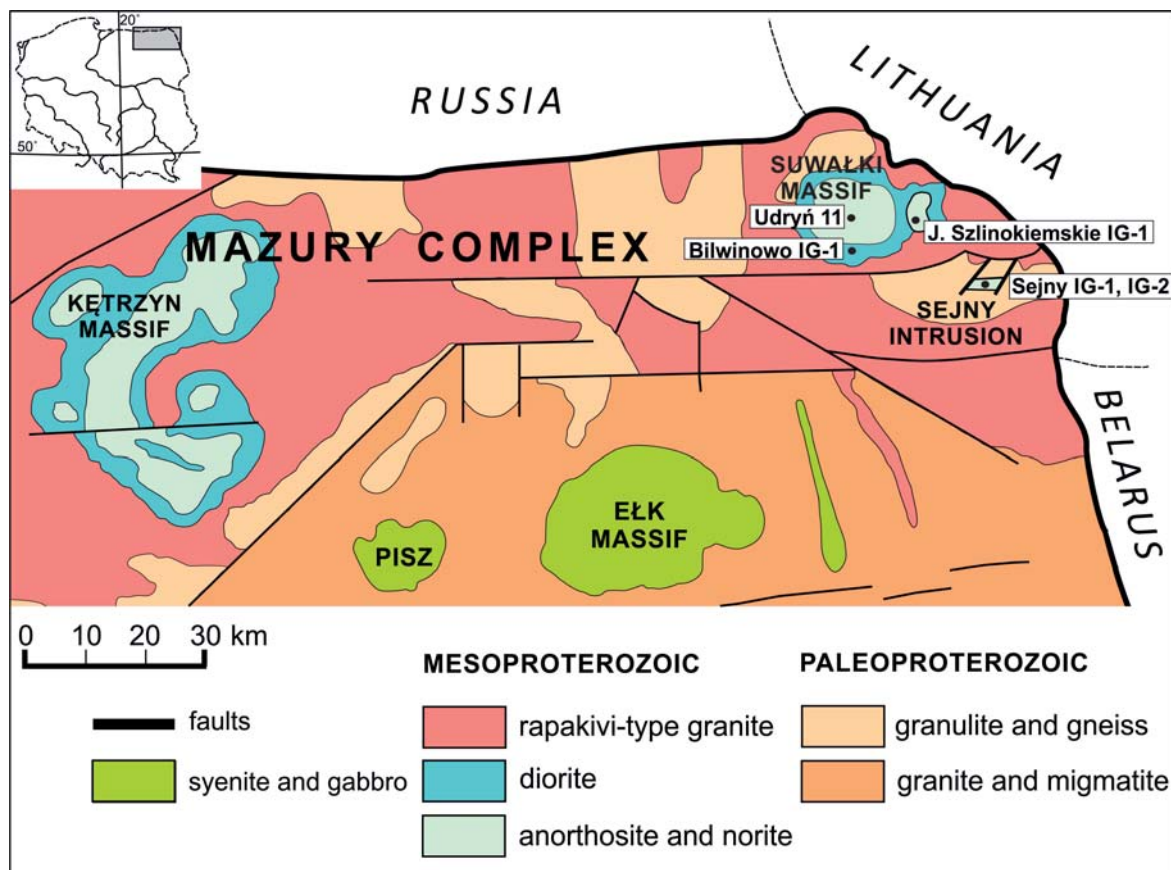 20°
50°
RUSSIA
LITHUANIA
BELARUS
SUWAŁKI
MASSIF
Udryń 11
J. Szlinokiemskie IG-1
Bilwinowo IG-1
MAZURY COMPLEX
Sejny IG-1, IG-2
KĘTRZYN
MASSIF
SEJNY
INTRUSION
EŁK
MASSIF
PISZ
0 10 20 30 km
MESOPROTEROZOIC
PALEOPROTEROZOIC
faults
rapakivi-type granite
granulite and gneiss
syenite and gabbro
diorite
granite and migmatite
anorthosite and norite